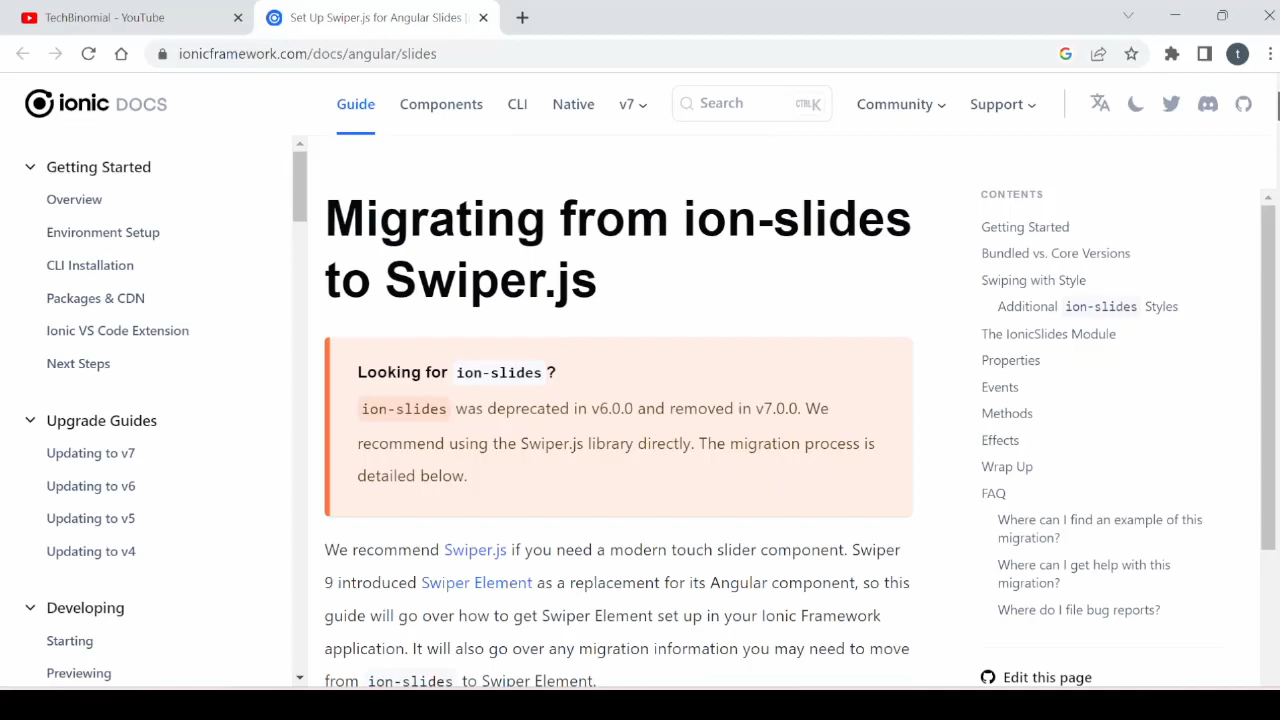 TechBinomial - YouTube
Set Up Swiper.js for Angular Slides [
ionicframework.com/docs/angular/slides
t
ionic DOCS
Guide
Components
CLI
Native
v7
Search
CTRL K
Community
Support
Getting Started
Overview
Environment Setup
CLI Installation
Packages & CDN
Ionic VS Code Extension
Next Steps
Upgrade Guides
Updating to v7
Updating to v6
Updating to v5
Updating to v4
Developing
Starting
Previewing
Migrating from ion-slides
to Swiper.js
Looking for ion-slides?
ion-slides was deprecated in v6.0.0 and removed in v7.0.0. We
recommend using the Swiper.js library directly. The migration process is
detailed below.
We recommend Swiper.js if you need a modern touch slider component. Swiper
9 introduced Swiper Element as a replacement for its Angular component, so this
guide will go over how to get Swiper Element set up in your Ionic Framework
application. It will also go over any migration information you may need to move
from ion-slides to Swiper Element.
CONTENTS
Getting Started
Bundled vs. Core Versions
Swiping with Style
Additional ion-slides Styles
The IonicSlides Module
Properties
Events
Methods
Effects
Wrap Up
FAQ
Where can I find an example of this
migration?
Where can I get help with this
migration?
Where do I file bug reports?
Edit this page